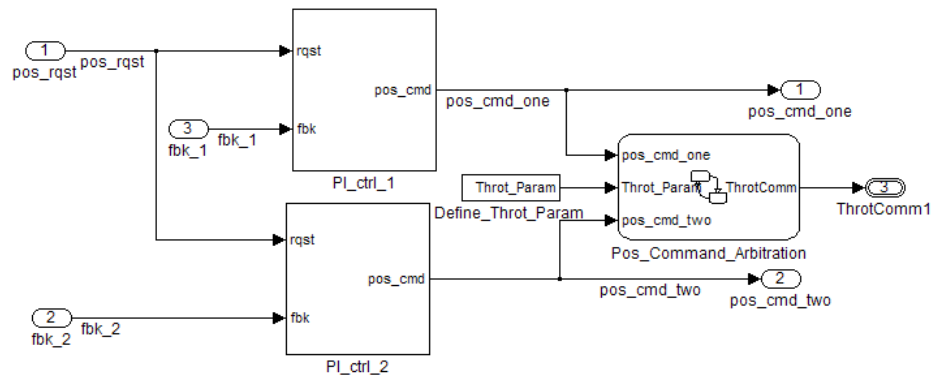 1
pos_rqst
pos_rqst
3
fbk_1
fbk_1
rqst
pos_cmd
fbk
PI_ctrl_1
pos_cmd_one
1
pos_cmd_one
Throt_Param
Define_Throt_Param
pos_cmd_one
Throt_Param
ThrotComm
pos_cmd_two
Pos_Command_Arbitration
3
ThrotComm1
rqst
pos_cmd
fbk
PI_ctrl_2
2
fbk_2
fbk_2
pos_cmd_two
2
pos_cmd_two